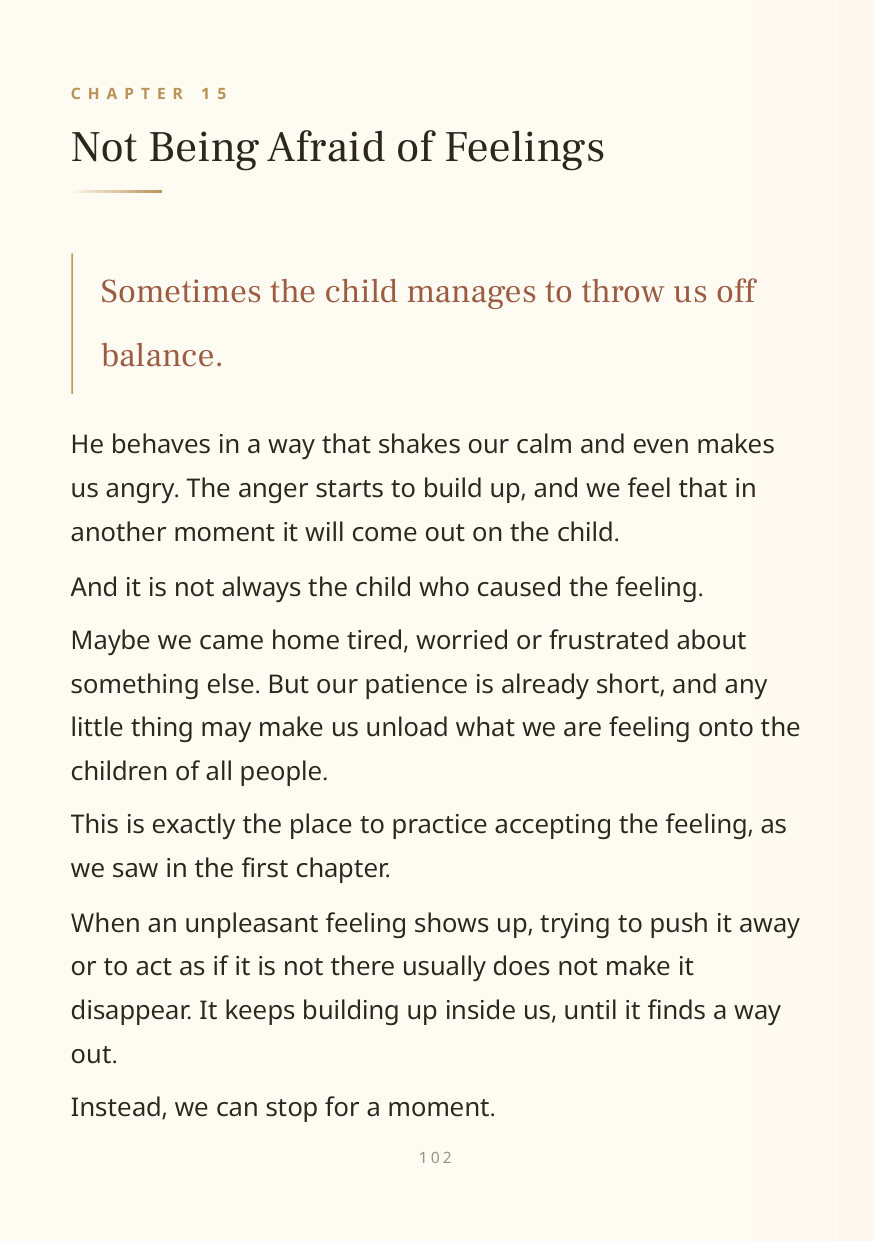 CHAPTER 15
Not Being Afraid of Feelings
Sometimes the child manages to throw us off
balance.
He behaves in a way that shakes our calm and even makes
us angry. The anger starts to build up, and we feel that in
another moment it will come out on the child.
And it is not always the child who caused the feeling.
Maybe we came home tired, worried or frustrated about
something else. But our patience is already short, and any
little thing may make us unload what we are feeling onto the
children of all people.
This is exactly the place to practice accepting the feeling, as
we saw in the first chapter.
When an unpleasant feeling shows up, trying to push it away
or to act as if it is not there usually does not make it
disappear. It keeps building up inside us, until it finds a way
out.
Instead, we can stop for a moment.
102